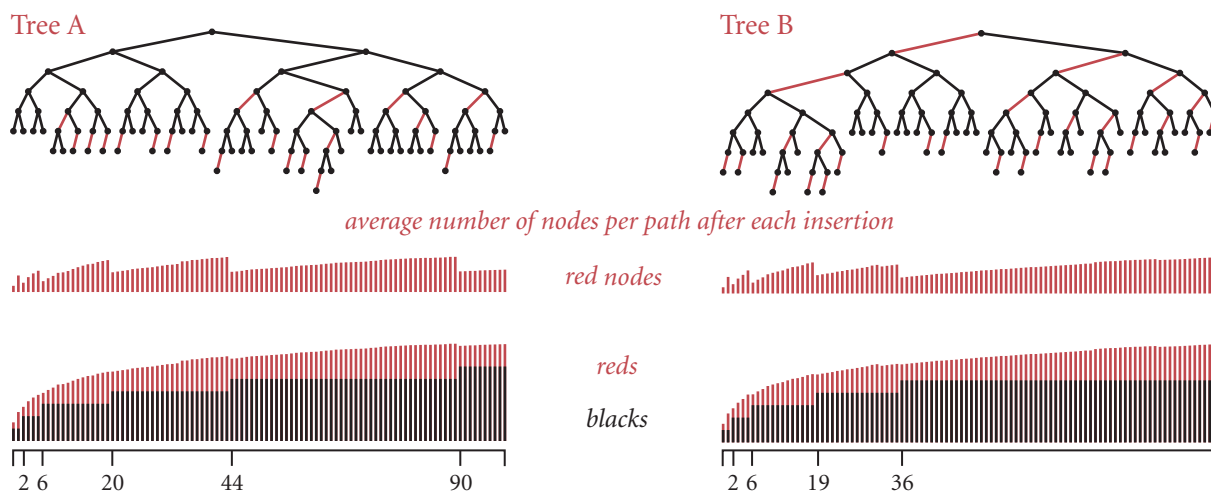 Tree A
Tree B
average number of nodes per path after each insertion
red nodes
reds
blacks
2 6 20 44 90
2 6 19 36